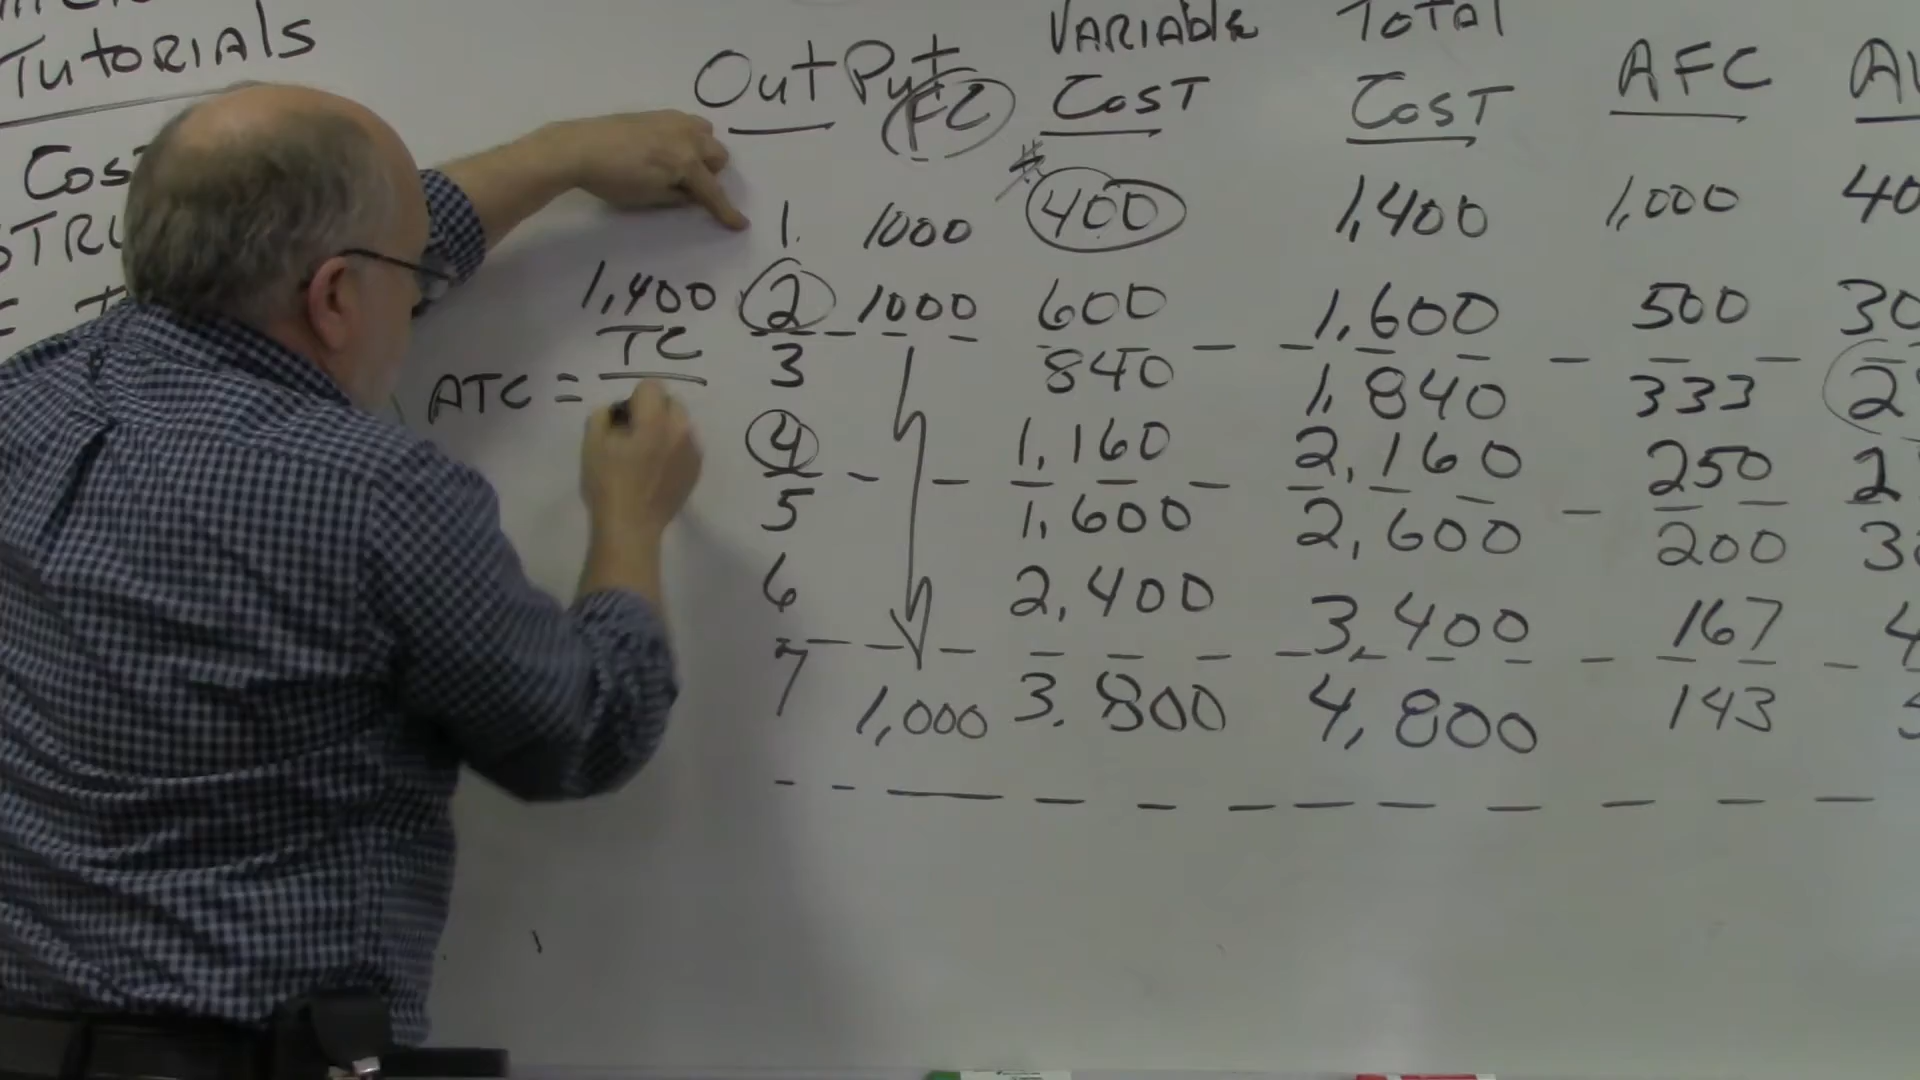 Tutorials
OutPut FC VARIABLE COST TOTAL COST AFC
1. 1000 400 1,400 1,000
2 1000 600 1,600 500
3 840 1,840 333
4 1,160 2,160 250
5 1,600 2,600 200
6 2,400 3,400 167
7 1,000 3.800 4,800 143
1,400
ATC = TC